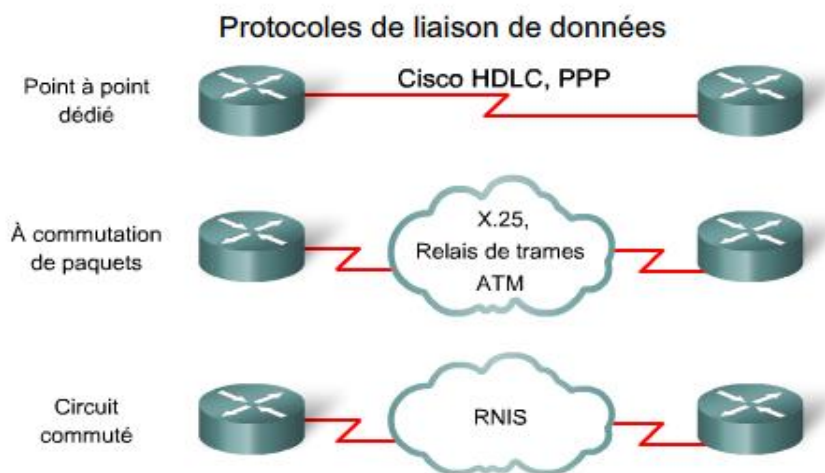 Protocoles de liaison de données
Point à point
dédié
Cisco HDLC, PPP
À commutation
de paquets
X.25,
Relais de trames
ATM
Circuit
commuté
RNIS